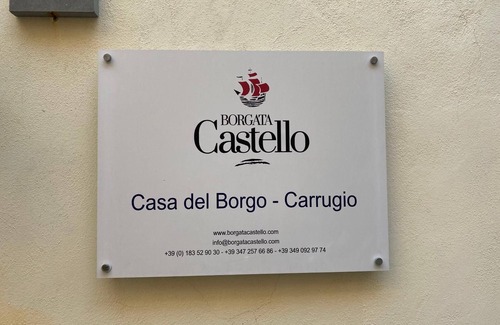 BORGATA
Castello
Casa del Borgo - Carrugio
www.borgatacastello.com
info@borgatacastello.com
+39 (0) 183 52 90 30 - +39 347 257 66 86 - +39 349 092 97 74